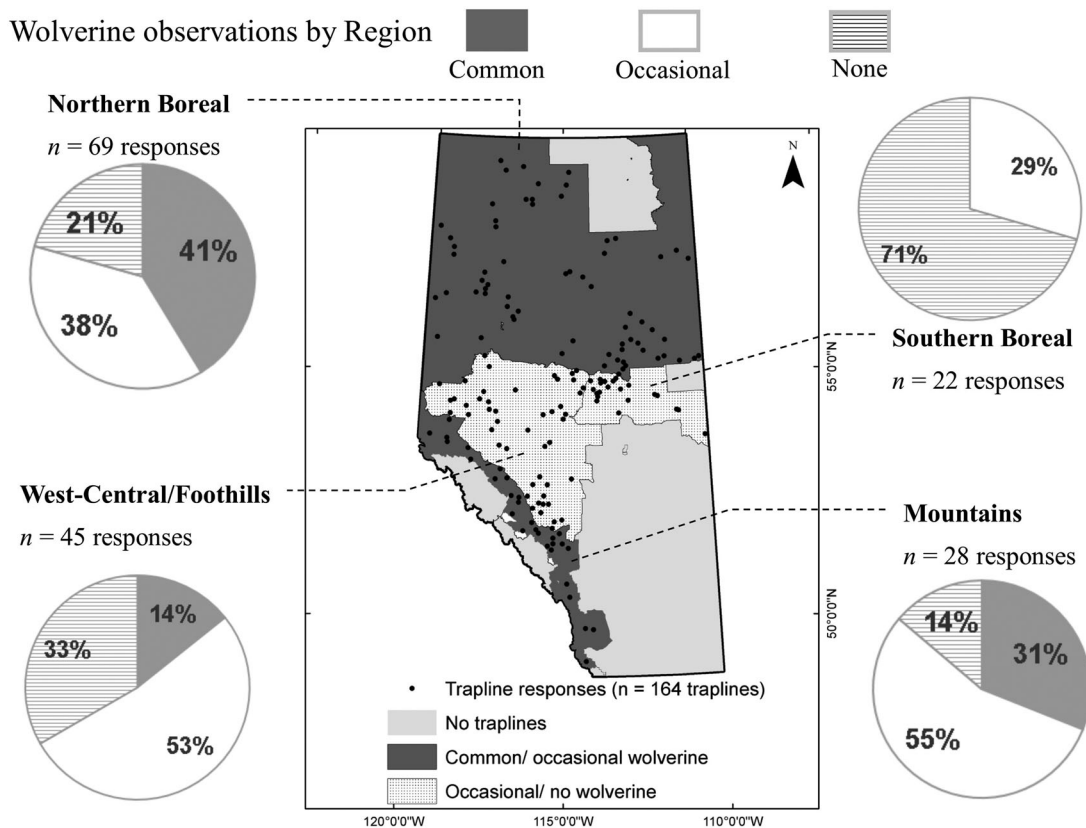 Wolverine observations by Region
Common
Occasional
None
Northern Boreal
n = 69 responses
21%
41%
38%
N
29%
71%
Southern Boreal
n = 22 responses
55°0'0"N
West-Central/Foothills
n = 45 responses
14%
33%
53%
Mountains
n = 28 responses
14%
31%
55%
50°0'0"N
Trapline responses (n = 164 traplines)
No traplines
Common/ occasional wolverine
Occasional/ no wolverine
120°0'0"W
115°0'0"W
110°0'0"W